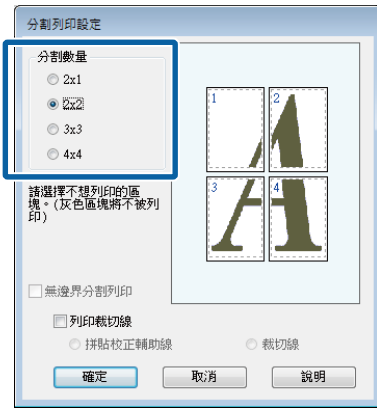 分割列印設定
分割數量
2x1
2x2
3x3
4x4
請選擇不想列印的區
塊。(灰色區塊將不被列
印)
1
2
3
4
無邊界分割列印
列印裁切線
拼貼校正輔助線
裁切線
確定
取消
說明